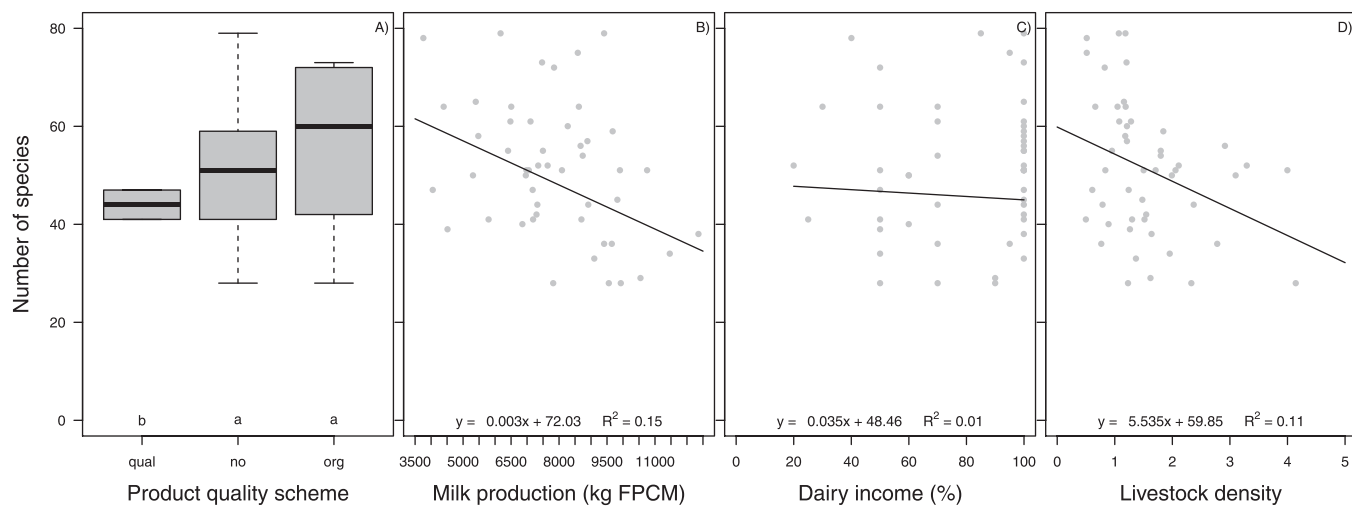 A)
B)
C)
D)
Number of species
80
60
40
20
0
b a a
y = 0.003x + 72.03 R² = 0.15
y = 0.035x + 48.46 R² = 0.01
y = 5.535x + 59.85 R² = 0.11
qual no org
3500 5000 6500 8000 9500 11000
0 20 40 60 80 100
0 1 2 3 4 5
Product quality scheme
Milk production (kg FPCM)
Dairy income (%)
Livestock density